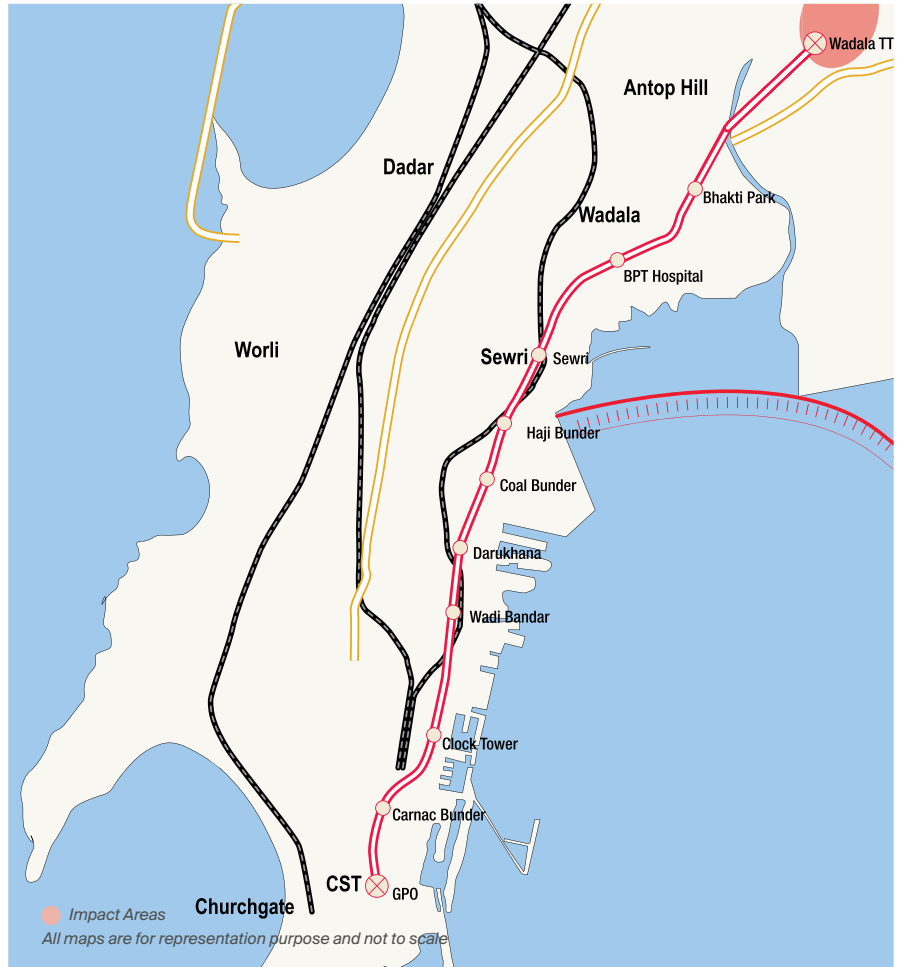 Wadala TT
Antop Hill
Dadar
Bhakti Park
Wadala
BPT Hospital
Worli
Sewri
Sewri
Haji Bunder
Coal Bunder
Darukhana
Wadi Bandar
Clock Tower
Carnac Bunder
CST
GPO
Churchgate
Impact Areas
All maps are for representation purpose and not to scale